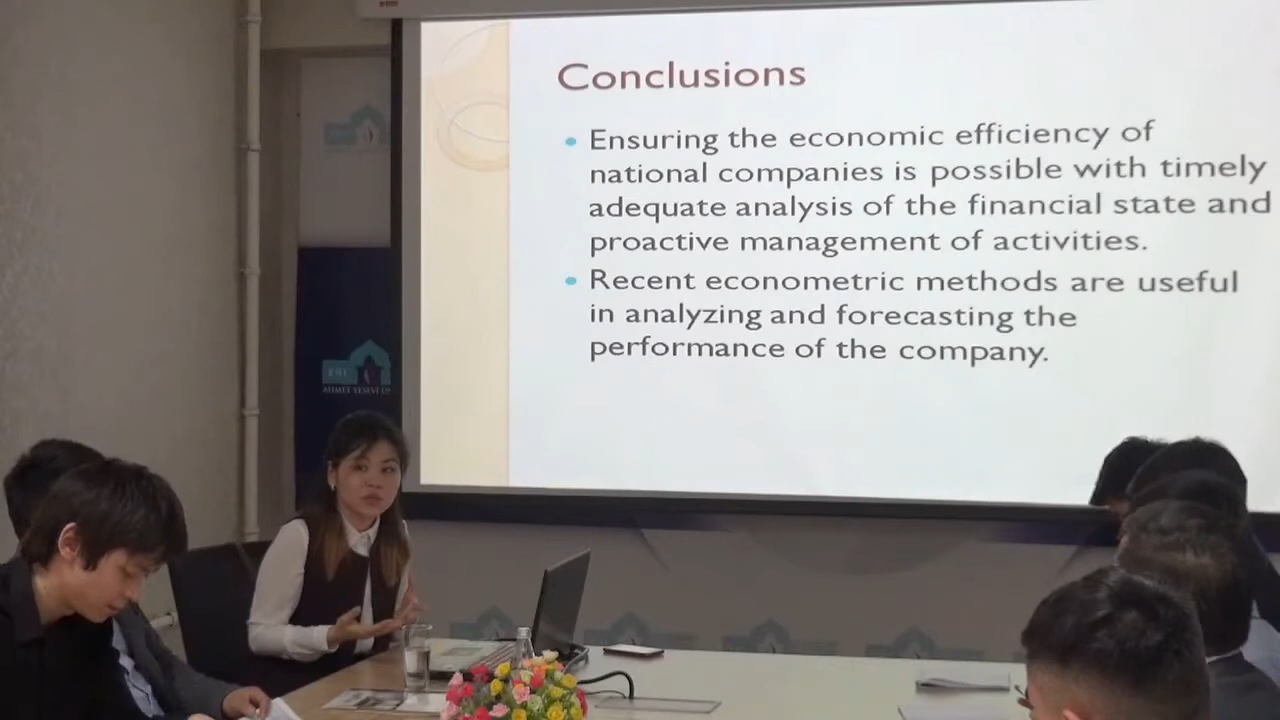 Conclusions
Ensuring the economic efficiency of
national companies is possible with timely
adequate analysis of the financial state and
proactive management of activities.
Recent econometric methods are useful
in analyzing and forecasting the
performance of the company.
ERI